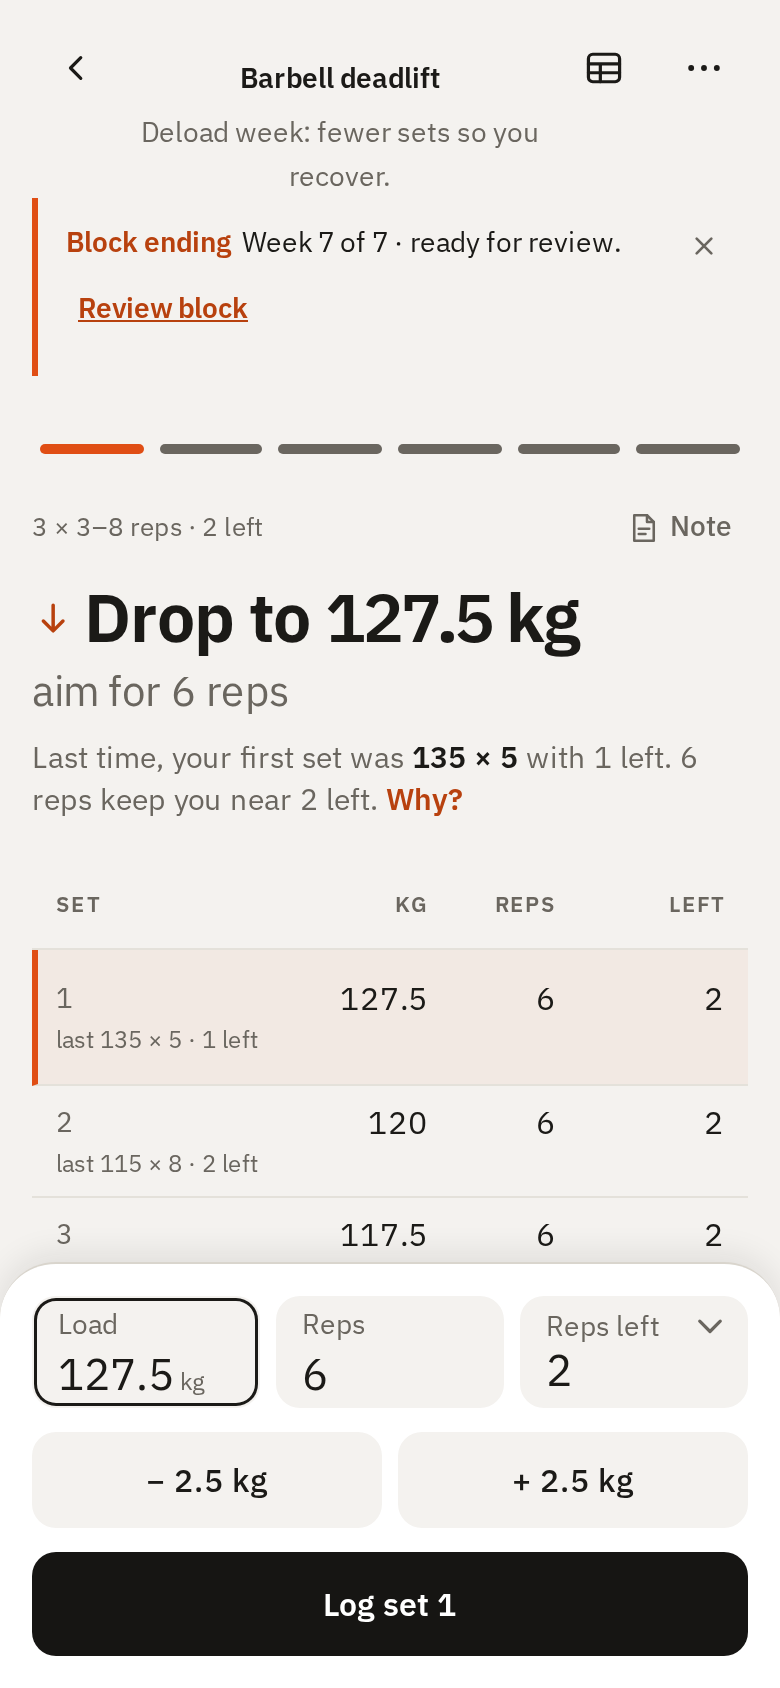 Barbell deadlift
Deload week: fewer sets so you
recover.
Block ending Week 7 of 7 · ready for review.
Review block
3 × 3–8 reps · 2 left
Note
Drop to 127.5 kg
aim for 6 reps
Last time, your first set was 135 × 5 with 1 left. 6
reps keep you near 2 left. Why?
SET KG REPS LEFT
1 127.5 6 2
last 135 × 5 · 1 left
2 120 6 2
last 115 × 8 · 2 left
3 117.5 6 2
Load Reps Reps left
127.5 kg 6 2
− 2.5 kg + 2.5 kg
Log set 1